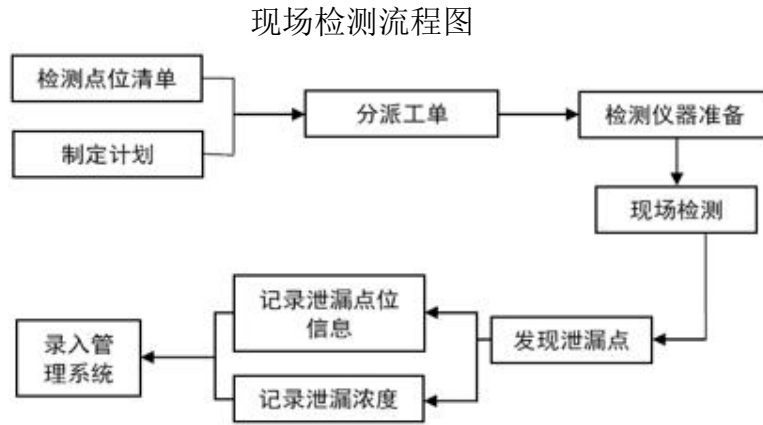 现场检测流程图
检测点位清单
制定计划
分派工单
检测仪器准备
现场检测
发现泄漏点
记录泄漏点位
信息
记录泄漏浓度
录入管
理系统